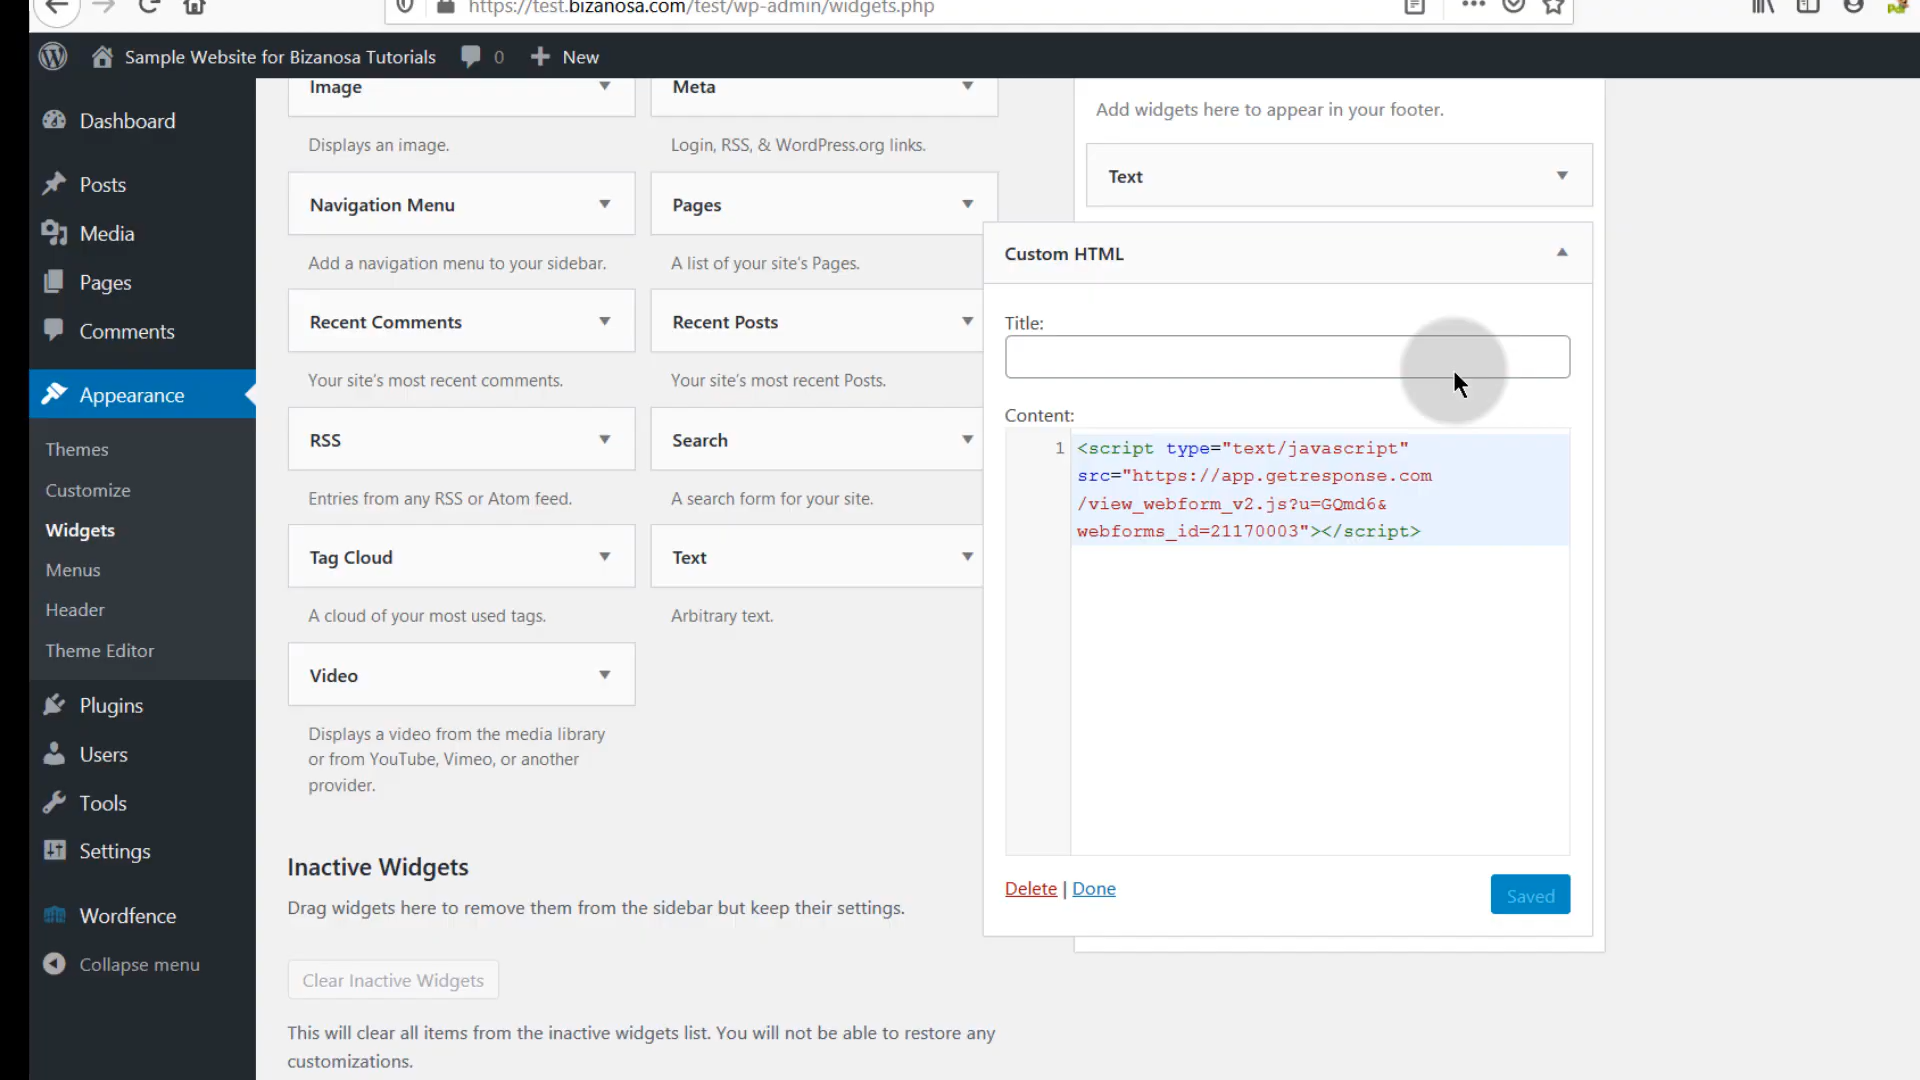 https://test.bizanosa.com/test/wp-admin/widgets.php
Sample Website for Bizanosa Tutorials
0
New
Dashboard
Posts
Media
Pages
Comments
Appearance
Themes
Customize
Widgets
Menus
Header
Theme Editor
Plugins
Users
Tools
Settings
Wordfence
Collapse menu
Image
Displays an image.
Navigation Menu
Add a navigation menu to your sidebar.
Recent Comments
Your site's most recent comments.
RSS
Entries from any RSS or Atom feed.
Tag Cloud
A cloud of your most used tags.
Video
Displays a video from the media library
or from YouTube, Vimeo, or another
provider.
Meta
Login, RSS, & WordPress.org links.
Pages
A list of your site's Pages.
Recent Posts
Your site's most recent Posts.
Search
A search form for your site.
Text
Arbitrary text.
Inactive Widgets
Drag widgets here to remove them from the sidebar but keep their settings.
Clear Inactive Widgets
This will clear all items from the inactive widgets list. You will not be able to restore any
customizations.
Add widgets here to appear in your footer.
Text
Custom HTML
Title:
Content:
1 <script type="text/javascript"
src="https://app.getresponse.com
/view_webform_v2.js?u=GQmd6&
webforms_id=21170003"></script>
Delete | Done
Saved